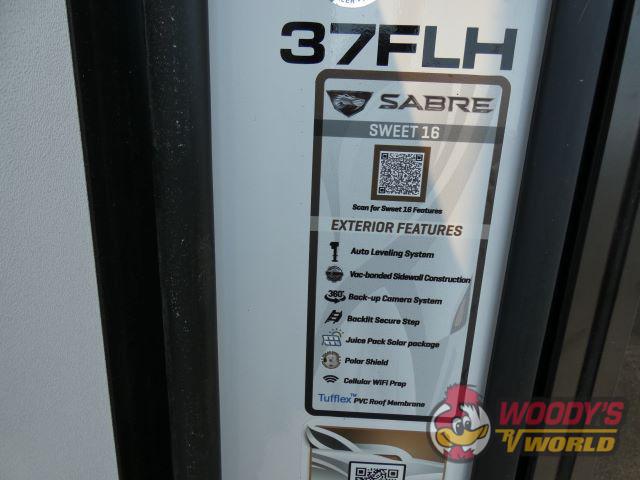 37FLH
SABRE
SWEET 16
Scan for Sweet 16 Features
EXTERIOR FEATURES
Auto Leveling System
Vac-bonded Sidewall Construction
360° Back-up Camera System
Backlit Secure Step
Juice Pack Solar package
Polar Shield
Cellular WiFi Prep
Tufflex™ PVC Roof Membrane
WOODY'S
RV WORLD